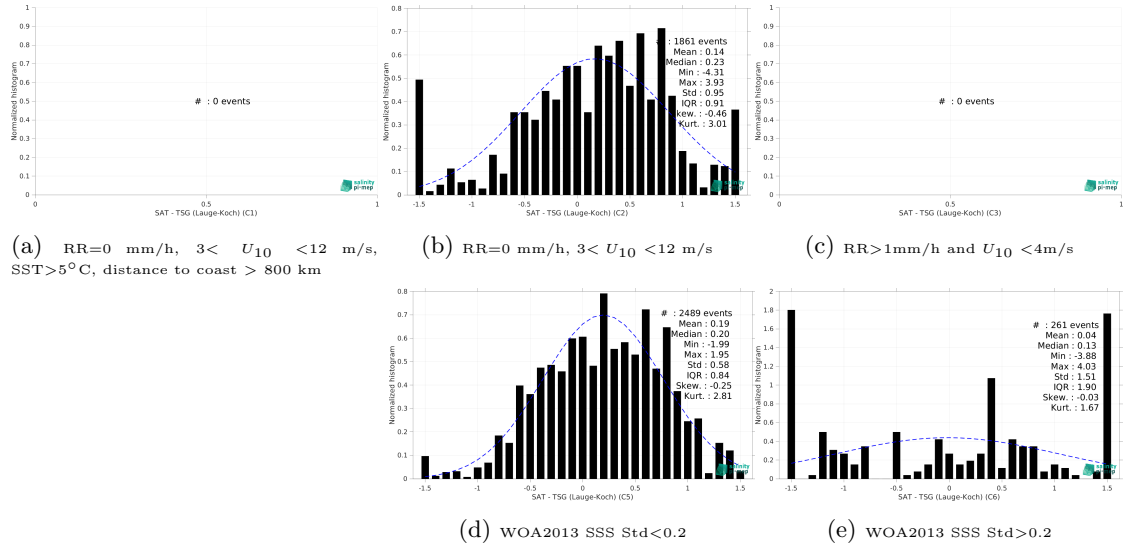 1
0.9
0.8
0.7
0.6
0.5
0.4
0.3
0.2
0.1
0
Normalized histogram
# : 0 events
salinity
pi-mep
0 0.5 1
SAT - TSG (Lauge-Koch) (C1)
(a) RR=0 mm/h, 3< U10 <12 m/s,
SST>5°C, distance to coast > 800 km
0.8
0.7
0.6
0.5
0.4
0.3
0.2
0.1
0
Normalized histogram
# : 1861 events
Mean : 0.14
Median : 0.23
Min : -4.31
Max : 3.93
Std : 0.95
IQR : 0.91
Skew. : -0.46
Kurt. : 3.01
salinity
pi-mep
-1.5 -1 -0.5 0 0.5 1 1.5
SAT - TSG (Lauge-Koch) (C2)
(b) RR=0 mm/h, 3< U10 <12 m/s
1
0.9
0.8
0.7
0.6
0.5
0.4
0.3
0.2
0.1
0
Normalized histogram
# : 0 events
salinity
pi-mep
0 0.5 1
SAT - TSG (Lauge-Koch) (C3)
(c) RR>1mm/h and U10 <4m/s
0.8
0.7
0.6
0.5
0.4
0.3
0.2
0.1
0
Normalized histogram
# : 2489 events
Mean : 0.19
Median : 0.20
Min : -1.99
Max : 1.95
Std : 0.58
IQR : 0.84
Skew. : -0.25
Kurt. : 2.81
salinity
pi-mep
-1.5 -1 -0.5 0 0.5 1 1.5
SAT - TSG (Lauge-Koch) (C5)
(d) WOA2013 SSS Std<0.2
2
1.8
1.6
1.4
1.2
1
0.8
0.6
0.4
0.2
0
Normalized histogram
# : 261 events
Mean : 0.04
Median : 0.13
Min : -3.88
Max : 4.03
Std : 1.51
IQR : 1.90
Skew. : -0.03
Kurt. : 1.67
salinity
pi-mep
-1.5 -1 -0.5 0 0.5 1 1.5
SAT - TSG (Lauge-Koch) (C6)
(e) WOA2013 SSS Std>0.2